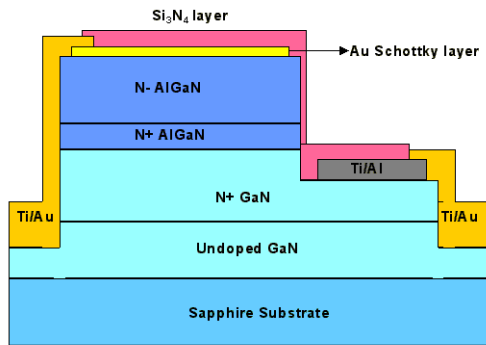 Si₃N₄ layer
Au Schottky layer
N- AlGaN
N+ AlGaN
Ti/Al
N+ GaN
Ti/Au
Ti/Au
Undoped GaN
Sapphire Substrate